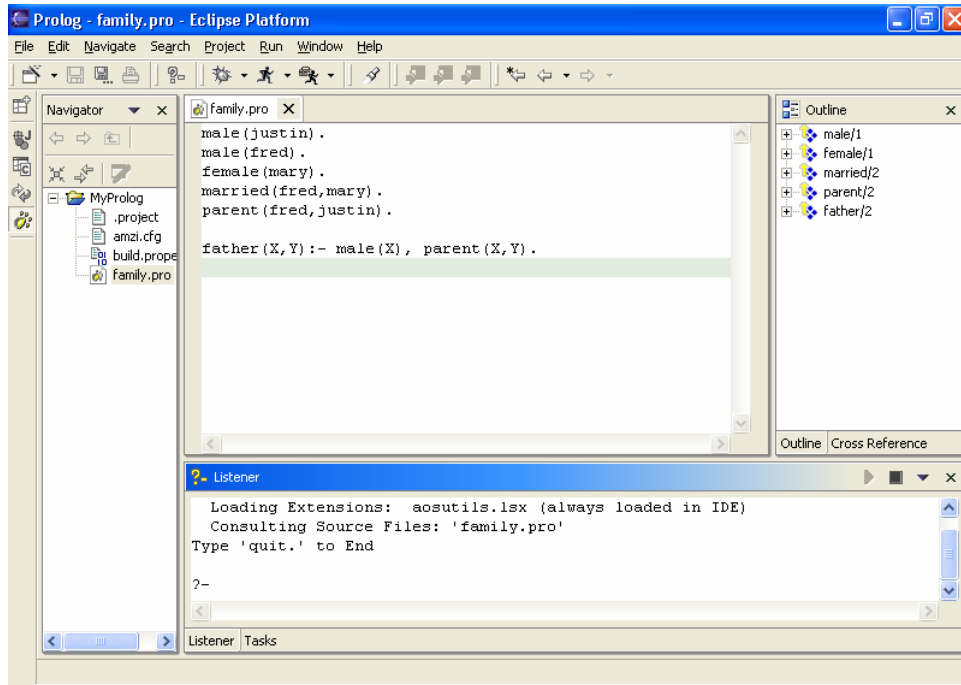 Prolog - family.pro - Eclipse Platform
File Edit Navigate Search Project Run Window Help
Navigator
MyProlog
.project
amzi.cfg
build.prope
family.pro
family.pro
male(justin).
male(fred).
female(mary).
married(fred,mary).
parent(fred,justin).
father(X,Y):- male(X), parent(X,Y).
Outline
male/1
female/1
married/2
parent/2
father/2
Outline Cross Reference
?- Listener
Loading Extensions:  aosutils.lsx (always loaded in IDE)
Consulting Source Files: 'family.pro'
Type 'quit.' to End
?-
Listener Tasks